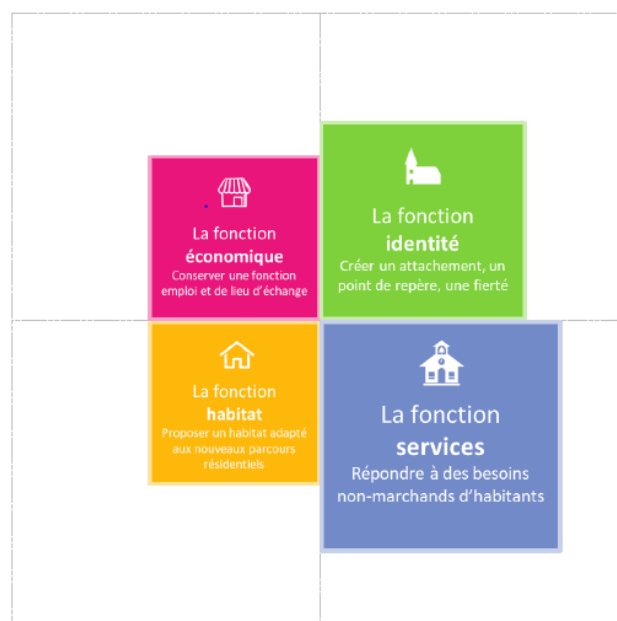 La fonction
économique
Conserver une fonction
emploi et de lieu d'échange
La fonction
identité
Créer un attachement, un
point de repère, une fierté
La fonction
habitat
Proposer un habitat adapté
aux nouveaux parcours
résidentiels
La fonction
services
Répondre à des besoins
non-marchands d'habitants